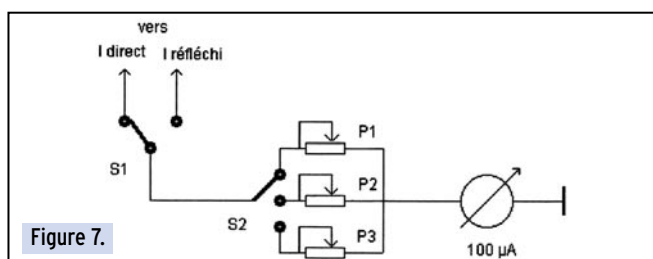 vers
I direct I réfléchi
P1
S1
P2
S2
P3
100 µA
Figure 7.